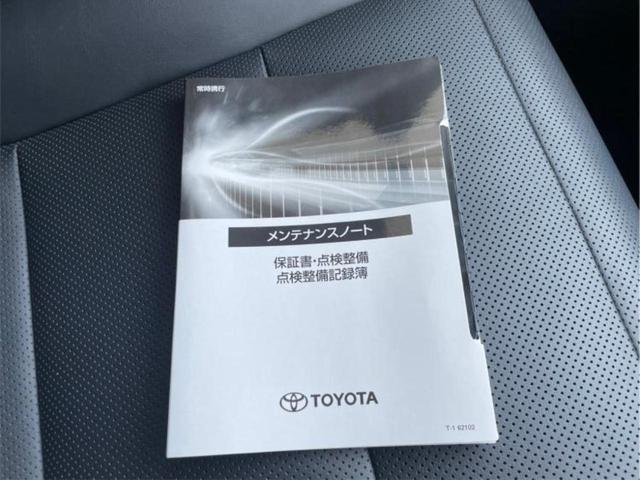 常時携行
メンテナンスノート
保証書・点検整備
点検整備記録簿
TOYOTA
T-1 62102